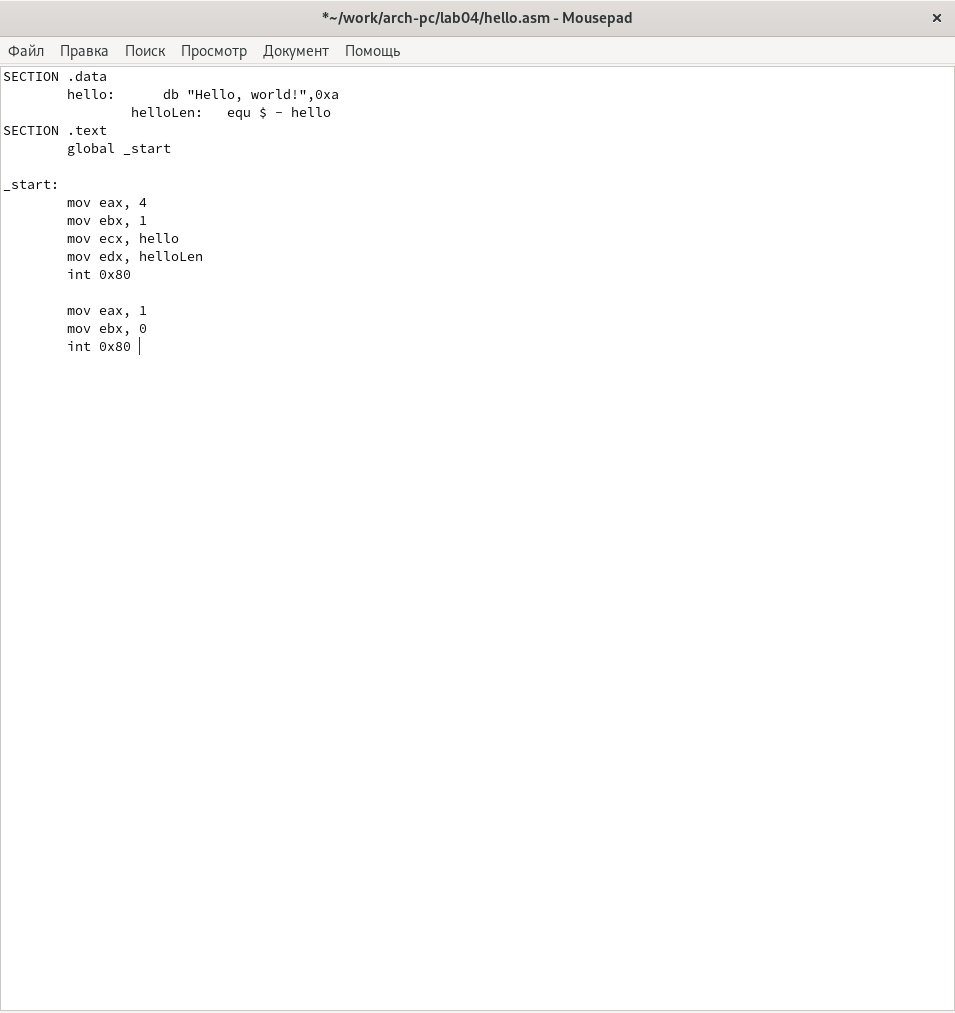 *~/work/arch-pc/lab04/hello.asm - Mousepad
Файл Правка Поиск Просмотр Документ Помощь
SECTION .data
        hello:      db "Hello, world!",0xa
                helloLen:   equ $ - hello
SECTION .text
        global _start

_start:
        mov eax, 4
        mov ebx, 1
        mov ecx, hello
        mov edx, helloLen
        int 0x80

        mov eax, 1
        mov ebx, 0
        int 0x80